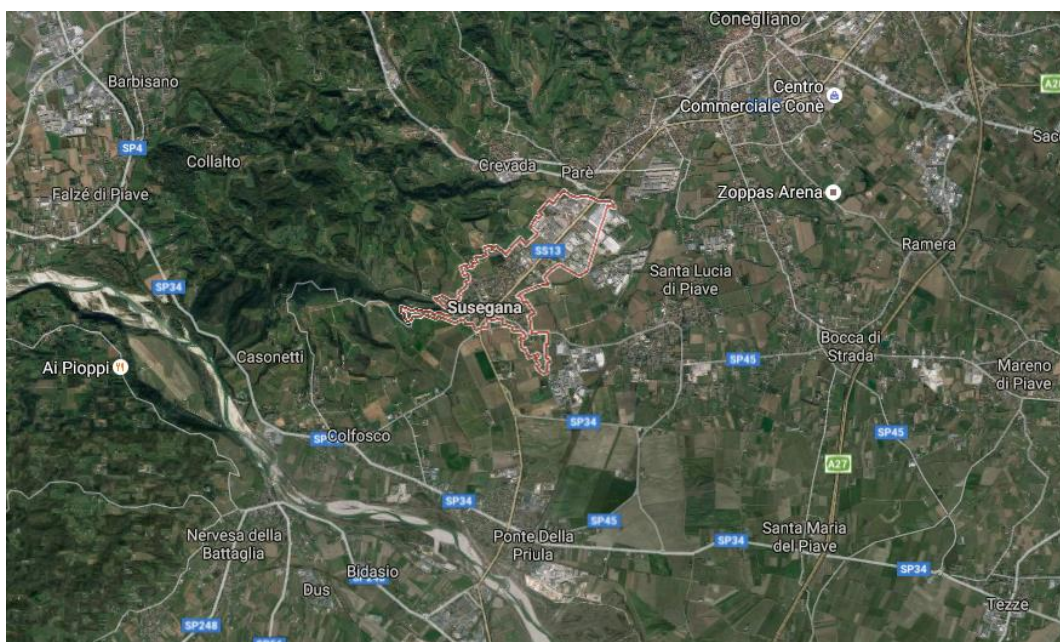 Conegliano
Barbisano
Centro
Commerciale Conè
A28
SP4
Collalto
Crevada
Parè
Falzé di Piave
Zoppas Arena
SS13
Ramera
Santa Lucia
di Piave
SP34
Susegana
Bocca di
Strada
Casonetti
SP45
Ai Pioppi
Mareno
di Piave
SP34
Colfosco
SP45
A27
SP34
SP45
Nervesa della
Battaglia
Ponte Della
Priula
Santa Maria
del Piave
SP34
SP34
Bidasio
Dus
Tezze
SP248